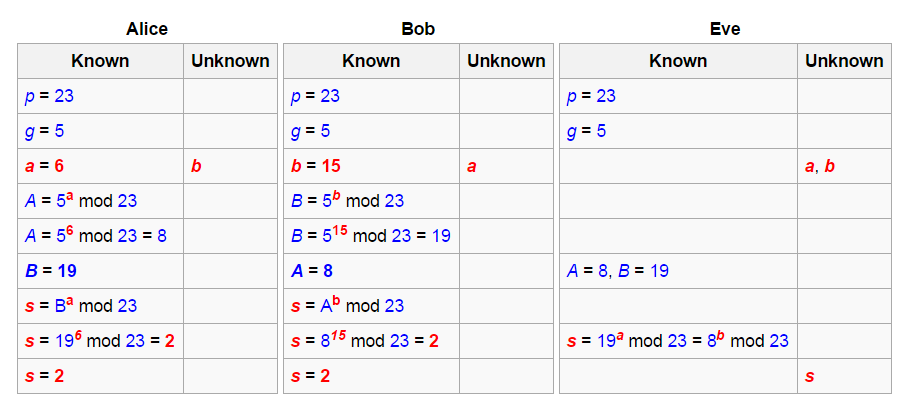 Alice Bob Eve
Known Unknown Known Unknown Known Unknown
p = 23 p = 23 p = 23
g = 5 g = 5 g = 5
a = 6 b b = 15 a a, b
A = 5ᵃ mod 23 B = 5ᵇ mod 23
A = 5⁶ mod 23 = 8 B = 5¹⁵ mod 23 = 19
B = 19 A = 8 A = 8, B = 19
s = Bᵃ mod 23 s = Aᵇ mod 23
s = 19⁶ mod 23 = 2 s = 8¹⁵ mod 23 = 2 s = 19ᵃ mod 23 = 8ᵇ mod 23
s = 2 s = 2 s